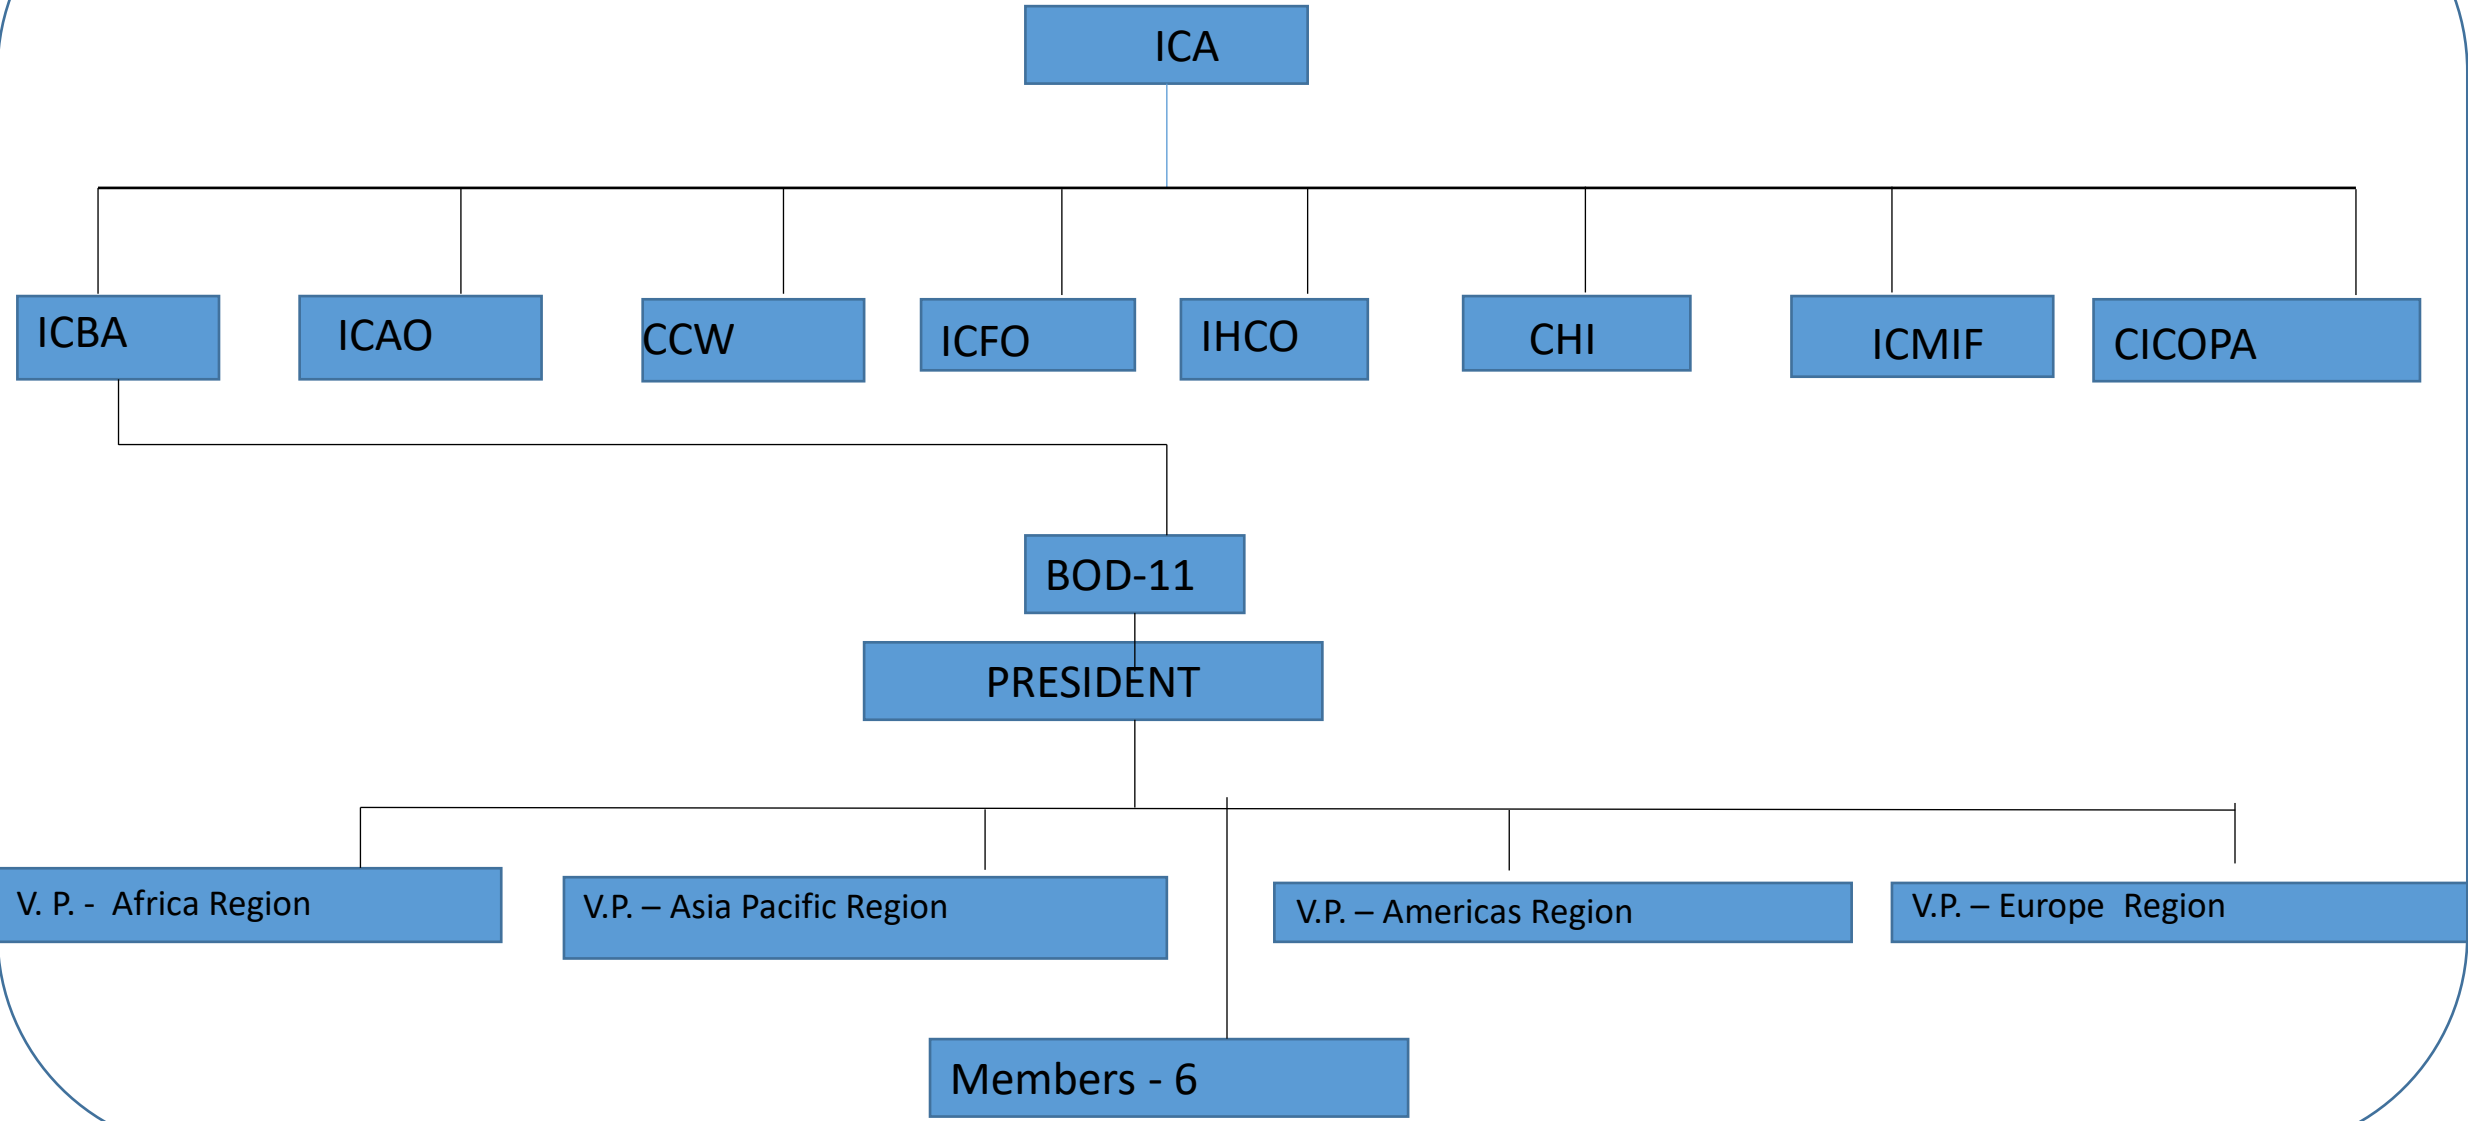 ICA
ICBA
ICAO
CCW
ICFO
IHCO
CHI
ICMIF
CICOPA
BOD-11
PRESIDENT
V. P. - Africa Region
V.P. – Asia Pacific Region
V.P. – Americas Region
V.P. – Europe Region
Members - 6